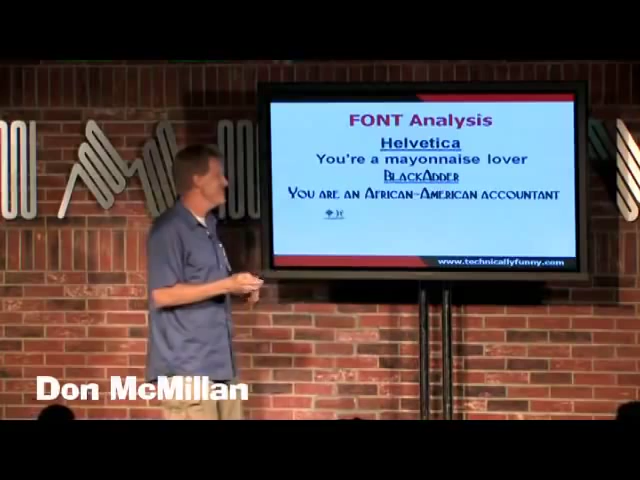 FONT Analysis
Helvetica
You're a mayonnaise lover
BlackAdder
You are an African-American accountant
www.technicallyfunny.com
Don McMillan